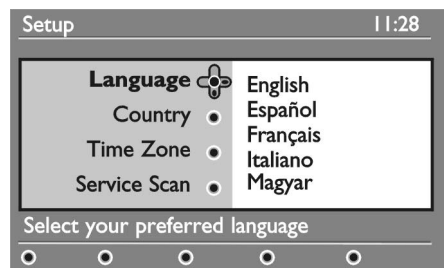 Setup 11:28
Language
Country
Time Zone
Service Scan
English
Español
Français
Italiano
Magyar
Select your preferred language